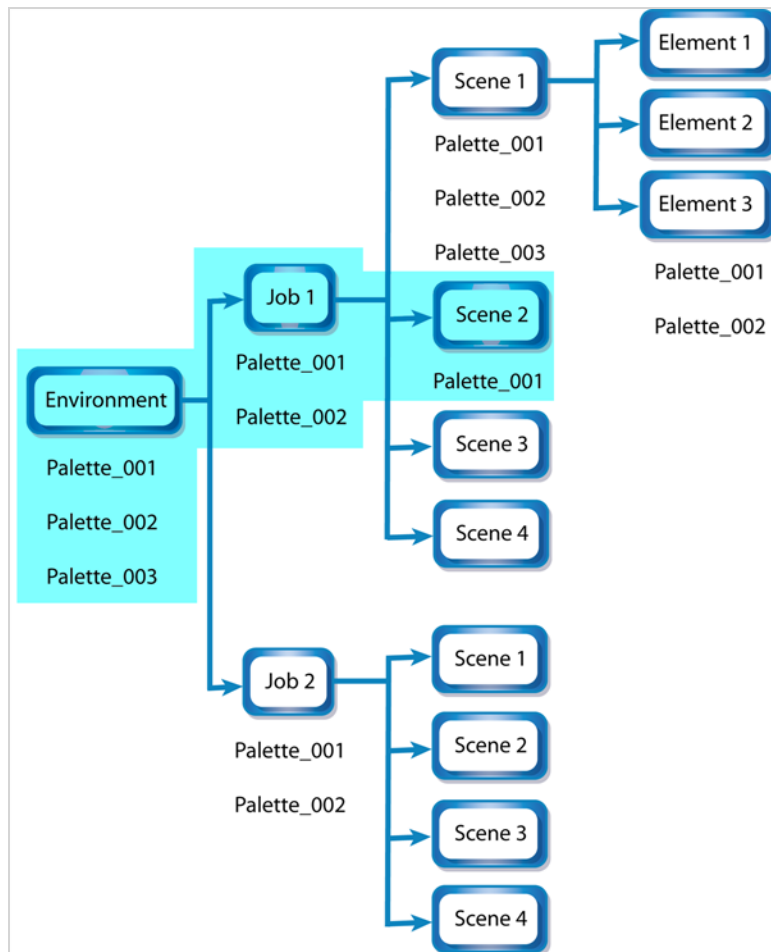 Scene 1
Palette_001
Palette_002
Palette_003
Element 1
Element 2
Element 3
Palette_001
Palette_002
Job 1
Palette_001
Palette_002
Scene 2
Palette_001
Environment
Palette_001
Palette_002
Palette_003
Scene 3
Scene 4
Job 2
Palette_001
Palette_002
Scene 1
Scene 2
Scene 3
Scene 4